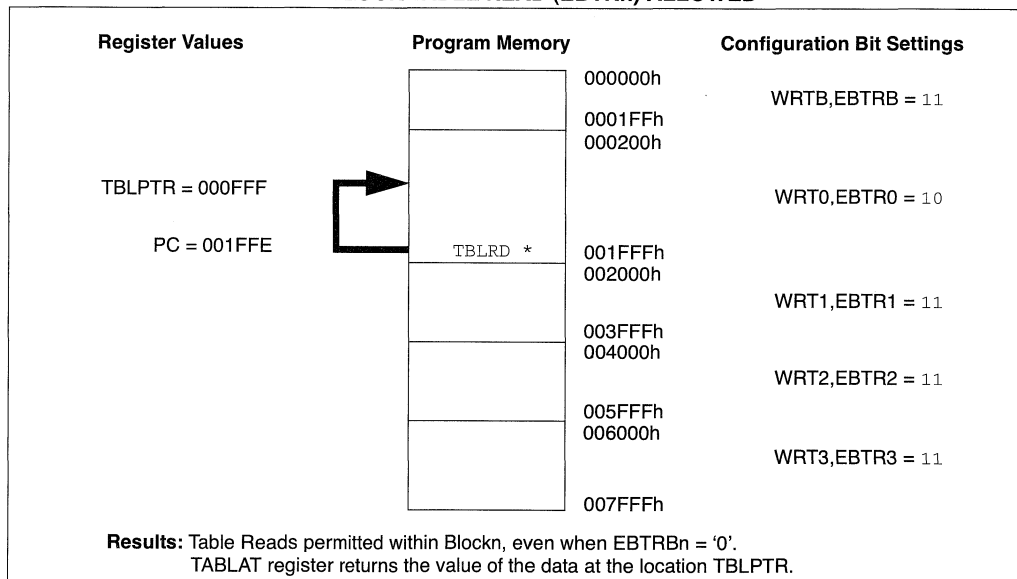 Register Values
Program Memory
Configuration Bit Settings
000000h
WRTB,EBTRB = 11
0001FFh
000200h
TBLPTR = 000FFF
WRT0,EBTR0 = 10
PC = 001FFE
TBLRD *
001FFFh
002000h
WRT1,EBTR1 = 11
003FFFh
004000h
WRT2,EBTR2 = 11
005FFFh
006000h
WRT3,EBTR3 = 11
007FFFh
Results: Table Reads permitted within Blockn, even when EBTRBn = ‘0’.
TABLAT register returns the value of the data at the location TBLPTR.